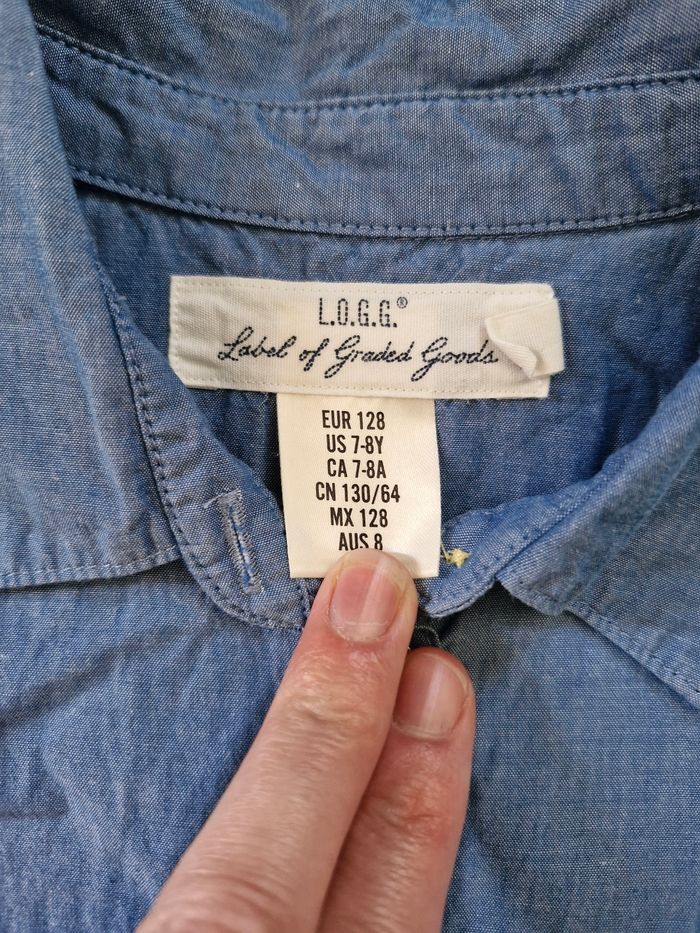 L.O.G.G.®
Label of Graded Goods
EUR 128
US 7-8Y
CA 7-8A
CN 130/64
MX 128
AUS 8